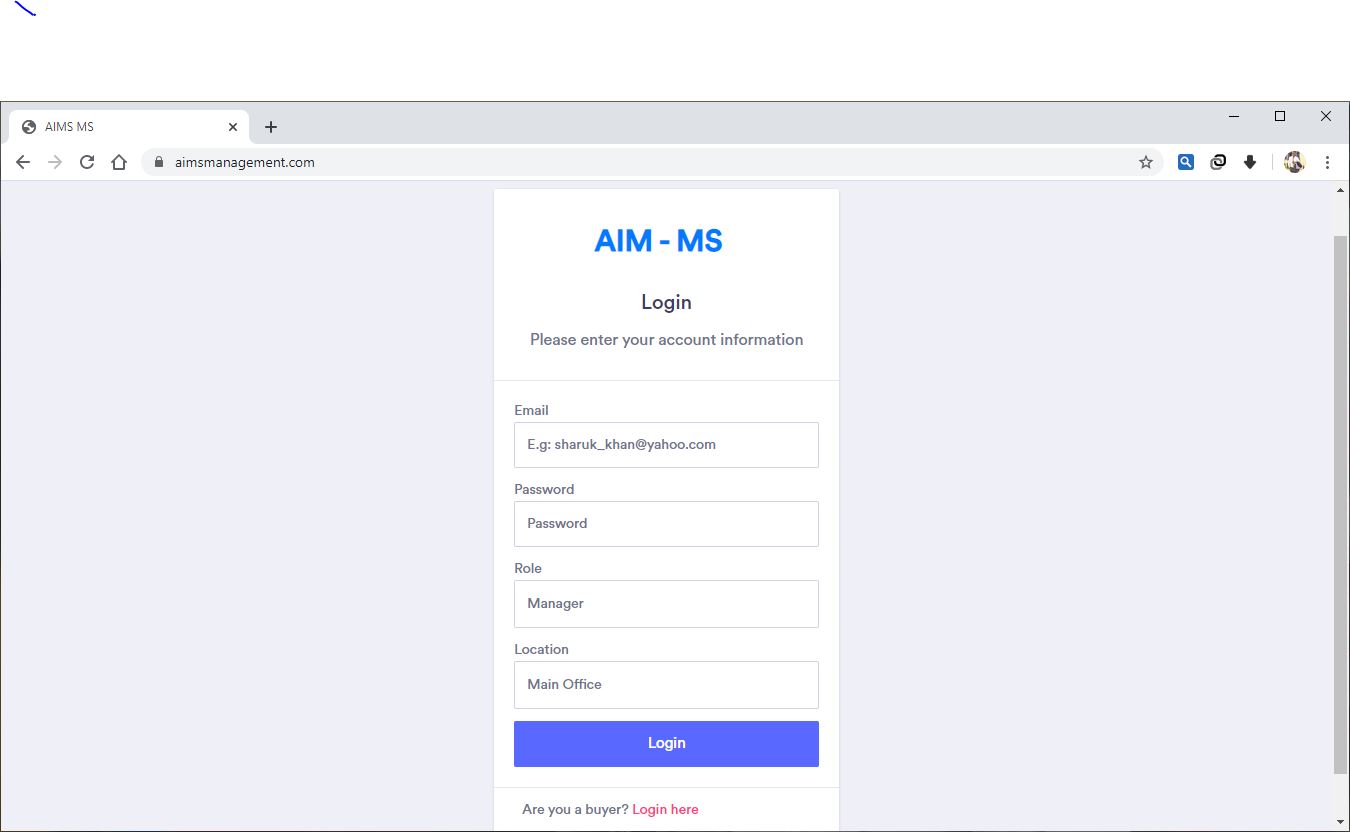 AIMS MS
aimsmanagement.com
AIM - MS
Login
Please enter your account information
Email
E.g: sharuk_khan@yahoo.com
Password
Password
Role
Manager
Location
Main Office
Login
Are you a buyer? Login here